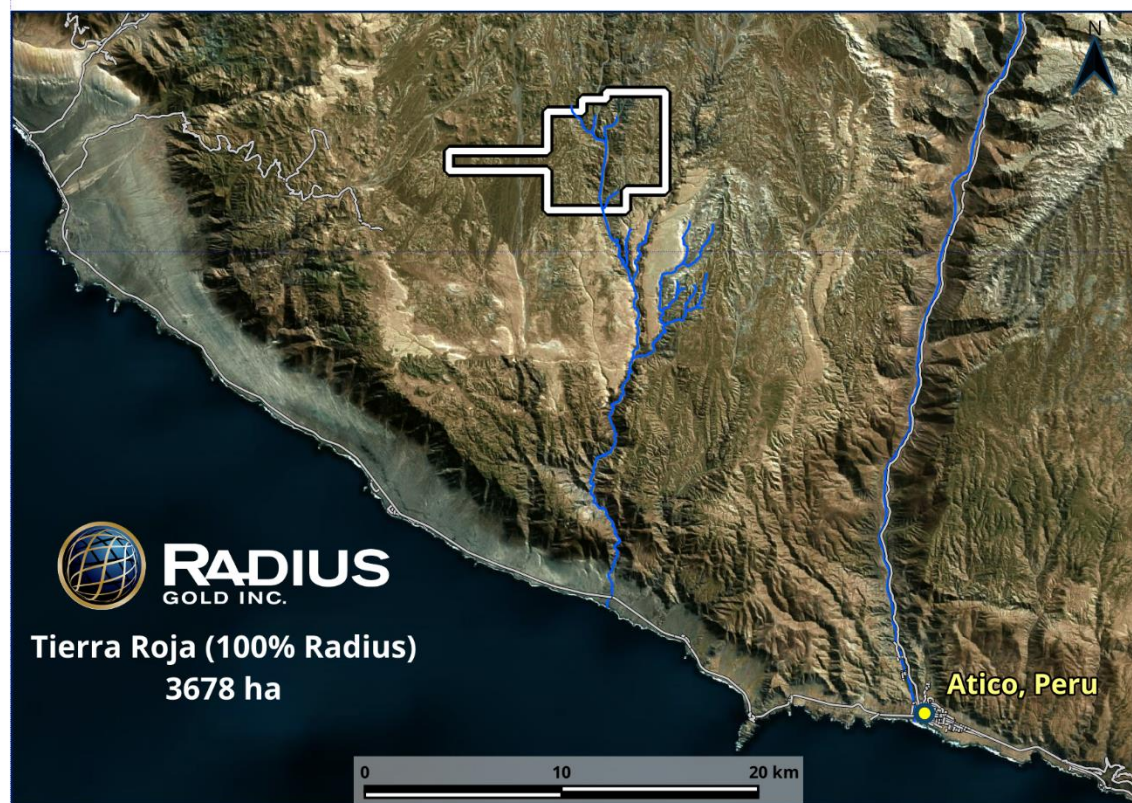 N
RADIUS
GOLD INC.
Tierra Roja (100% Radius)
3678 ha
Atico, Peru
0 10 20 km